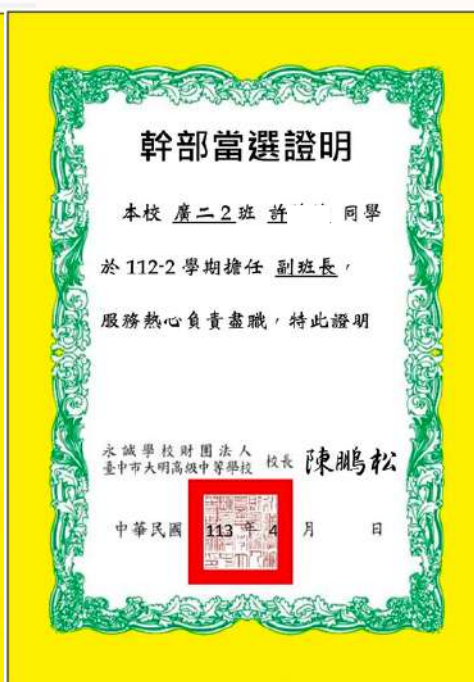 幹部當選證明
本校 廣二2班 許 同學
於 112-2 學期擔任 副班長,
服務熱心負責盡職,特此證明
永誠學校財團法人
臺中市大明高級中等學校 校長 陳鵬松
中華民國 113 年 4 月 日